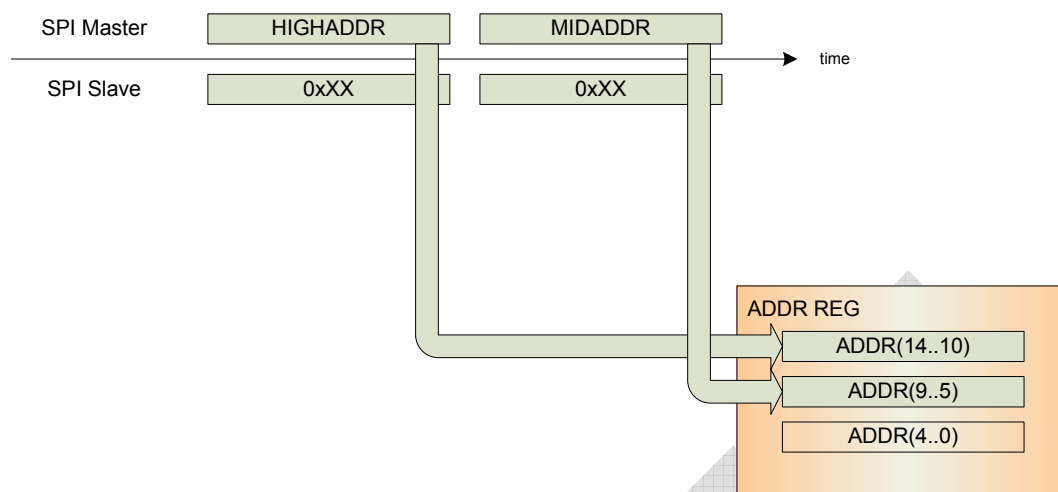 SPI Master HIGHADDR MIDADDR
time
SPI Slave 0xXX 0xXX
ADDR REG
ADDR(14..10)
ADDR(9..5)
ADDR(4..0)